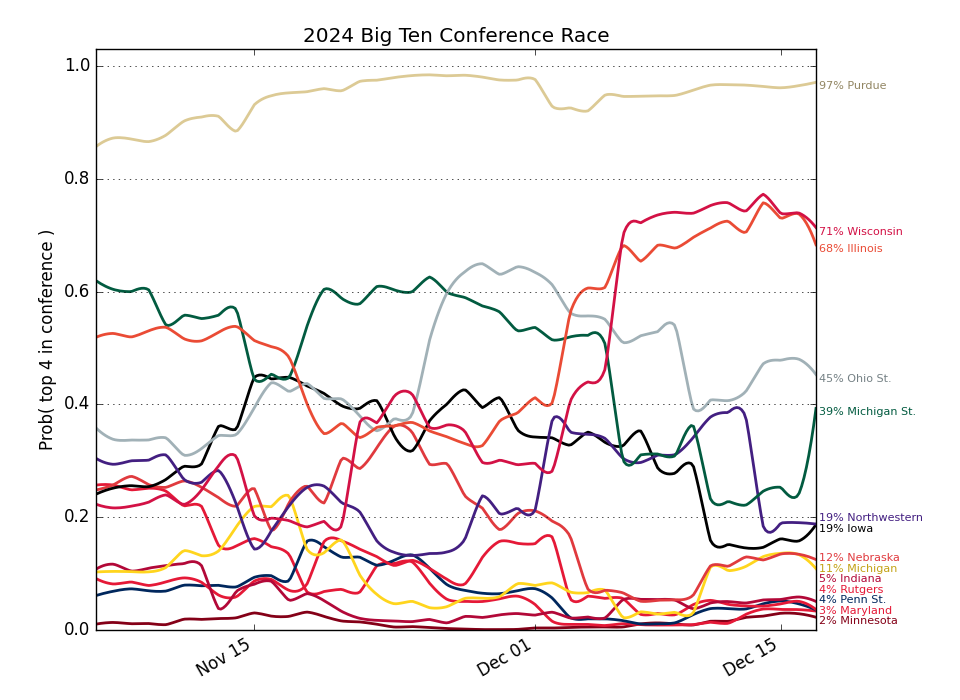 2024 Big Ten Conference Race
Prob( top 4 in conference )
1.0
0.8
0.6
0.4
0.2
0.0
Nov 15
Dec 01
Dec 15
97% Purdue
71% Wisconsin
68% Illinois
45% Ohio St.
39% Michigan St.
19% Northwestern
19% Iowa
12% Nebraska
11% Michigan
5% Indiana
4% Rutgers
4% Penn St.
3% Maryland
2% Minnesota